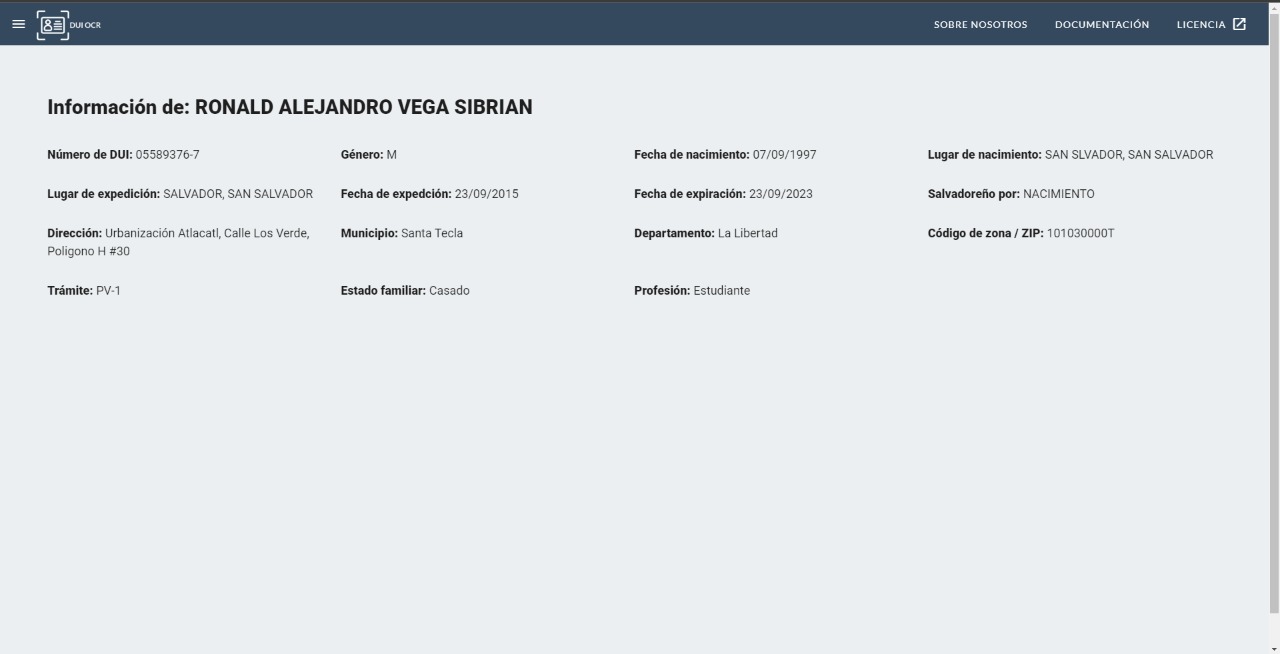 DUI OCR
SOBRE NOSOTROS
DOCUMENTACIÓN
LICENCIA
Información de: RONALD ALEJANDRO VEGA SIBRIAN
Número de DUI: 05589376-7
Género: M
Fecha de nacimiento: 07/09/1997
Lugar de nacimiento: SAN SLVADOR, SAN SALVADOR
Lugar de expedición: SALVADOR, SAN SALVADOR
Fecha de expedción: 23/09/2015
Fecha de expiración: 23/09/2023
Salvadoreño por: NACIMIENTO
Dirección: Urbanización Atlacatl, Calle Los Verde,
Poligono H #30
Municipio: Santa Tecla
Departamento: La Libertad
Código de zona / ZIP: 101030000T
Trámite: PV-1
Estado familiar: Casado
Profesión: Estudiante